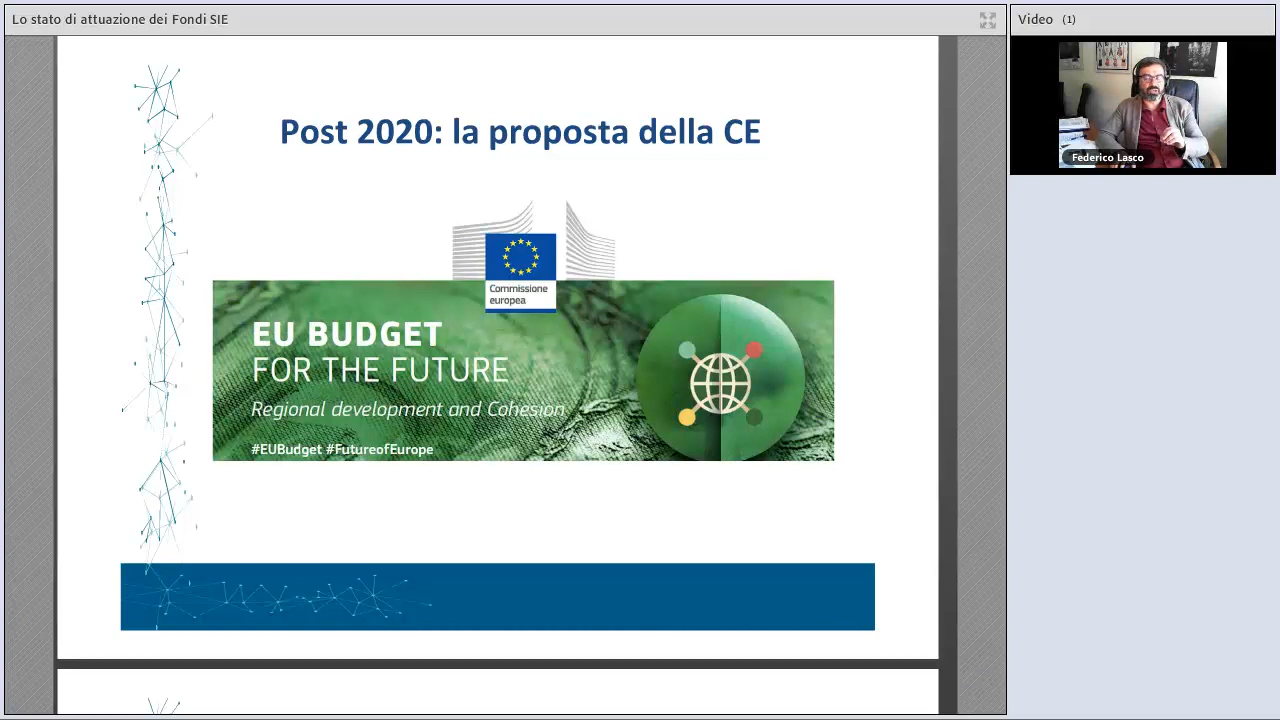 Lo stato di attuazione dei Fondi SIE
Video (1)
Federico Lasco
Post 2020: la proposta della CE
Commissione
europea
EU BUDGET
FOR THE FUTURE
Regional development and Cohesion
#EUBudget #FutureofEurope